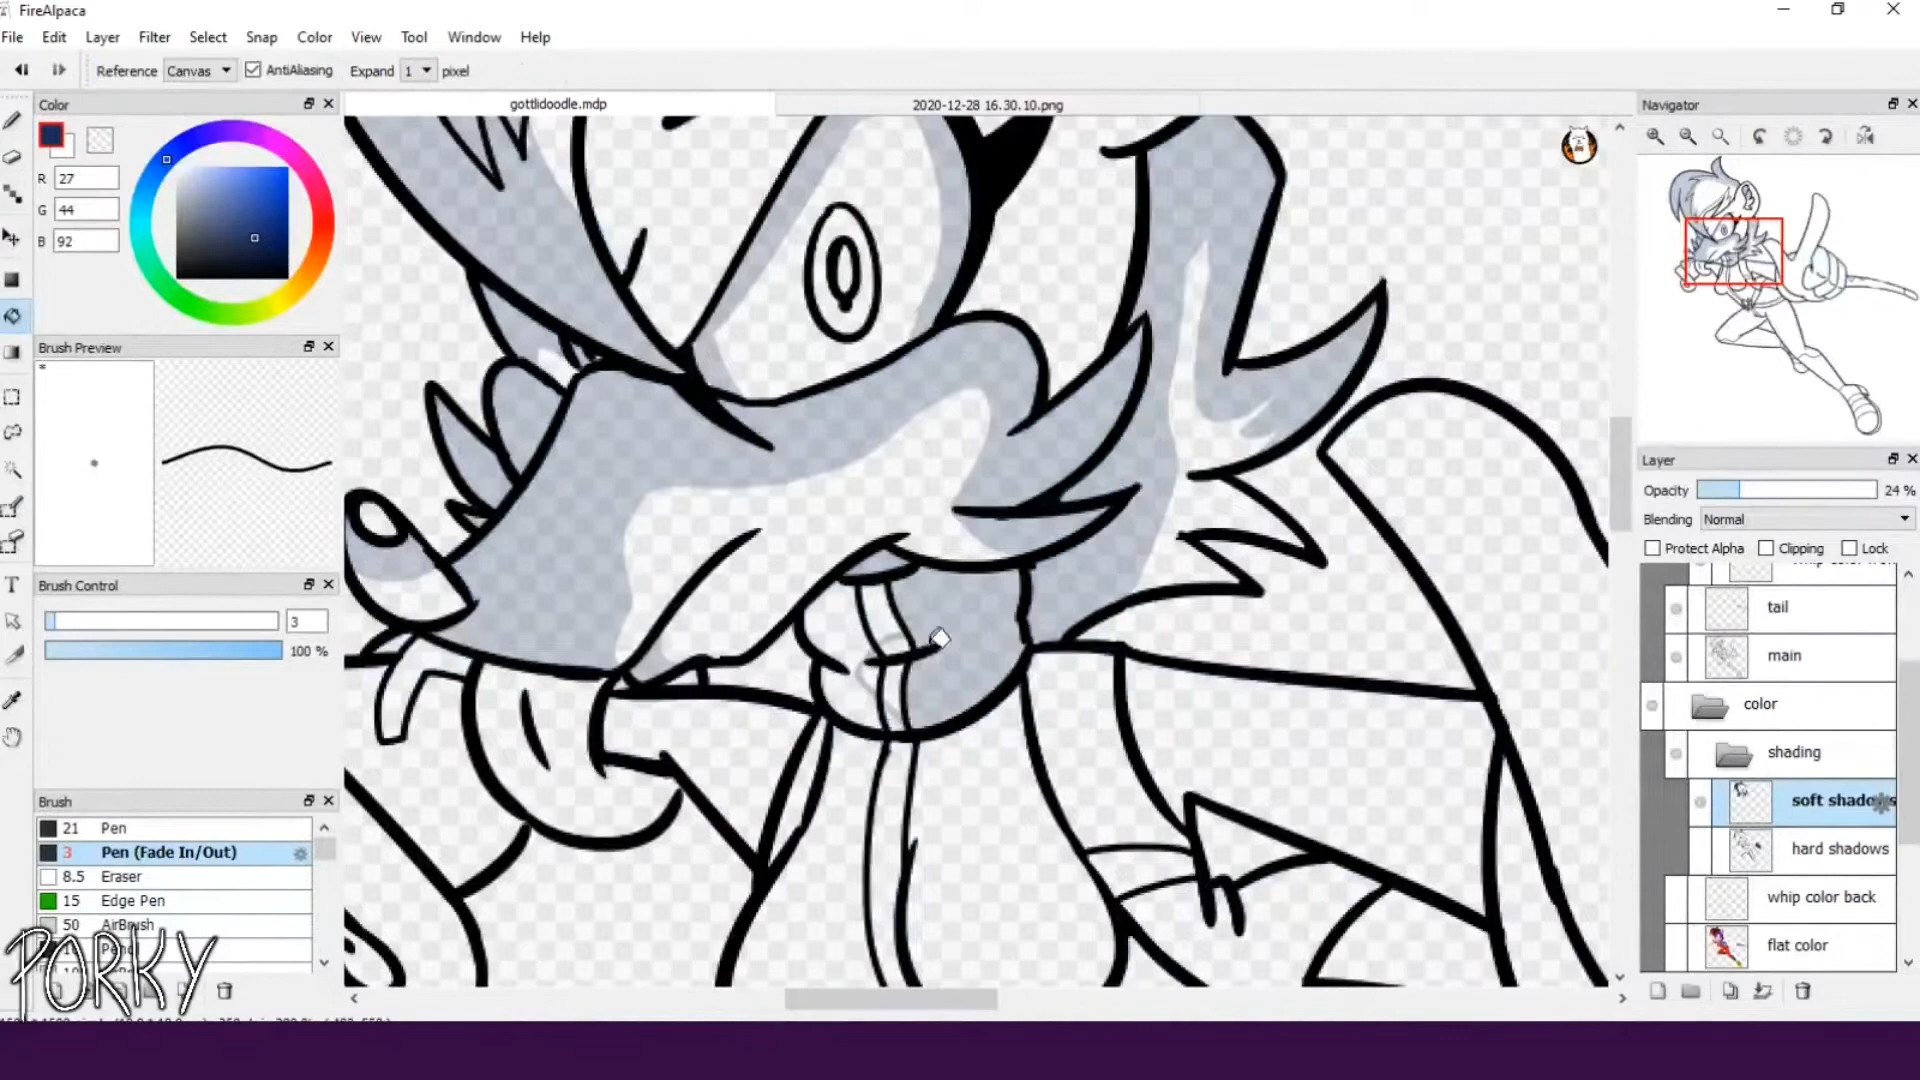 FireAlpaca
File Edit Layer Filter Select Snap Color View Tool Window Help
Reference Canvas AntiAliasing Expand 1 pixel
Color
gottlidoodle.mdp
2020-12-28 16.30.10.png
Navigator
R 27
G 44
B 92
Brush Preview
*
Brush Control
3
100 %
Brush
21 Pen
3 Pen (Fade In/Out)
8.5 Eraser
15 Edge Pen
50 AirBrush
PORKY
Layer
Opacity 24 %
Blending Normal
Protect Alpha Clipping Lock
tail
main
color
shading
soft shadows
hard shadows
whip color back
flat color